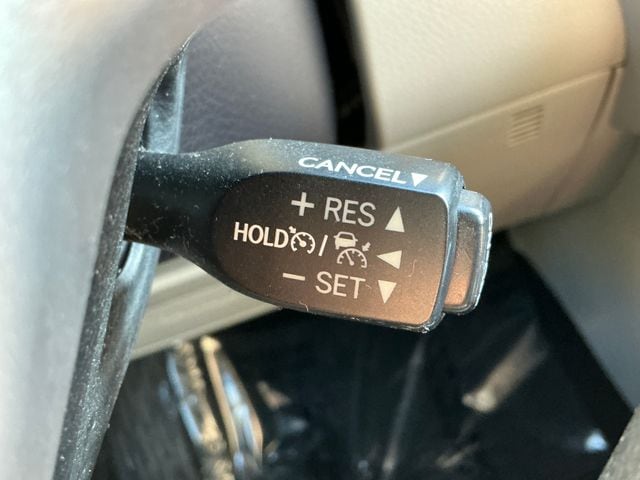 CANCEL▼
+ RES ▲
HOLD / ◀
− SET ▼